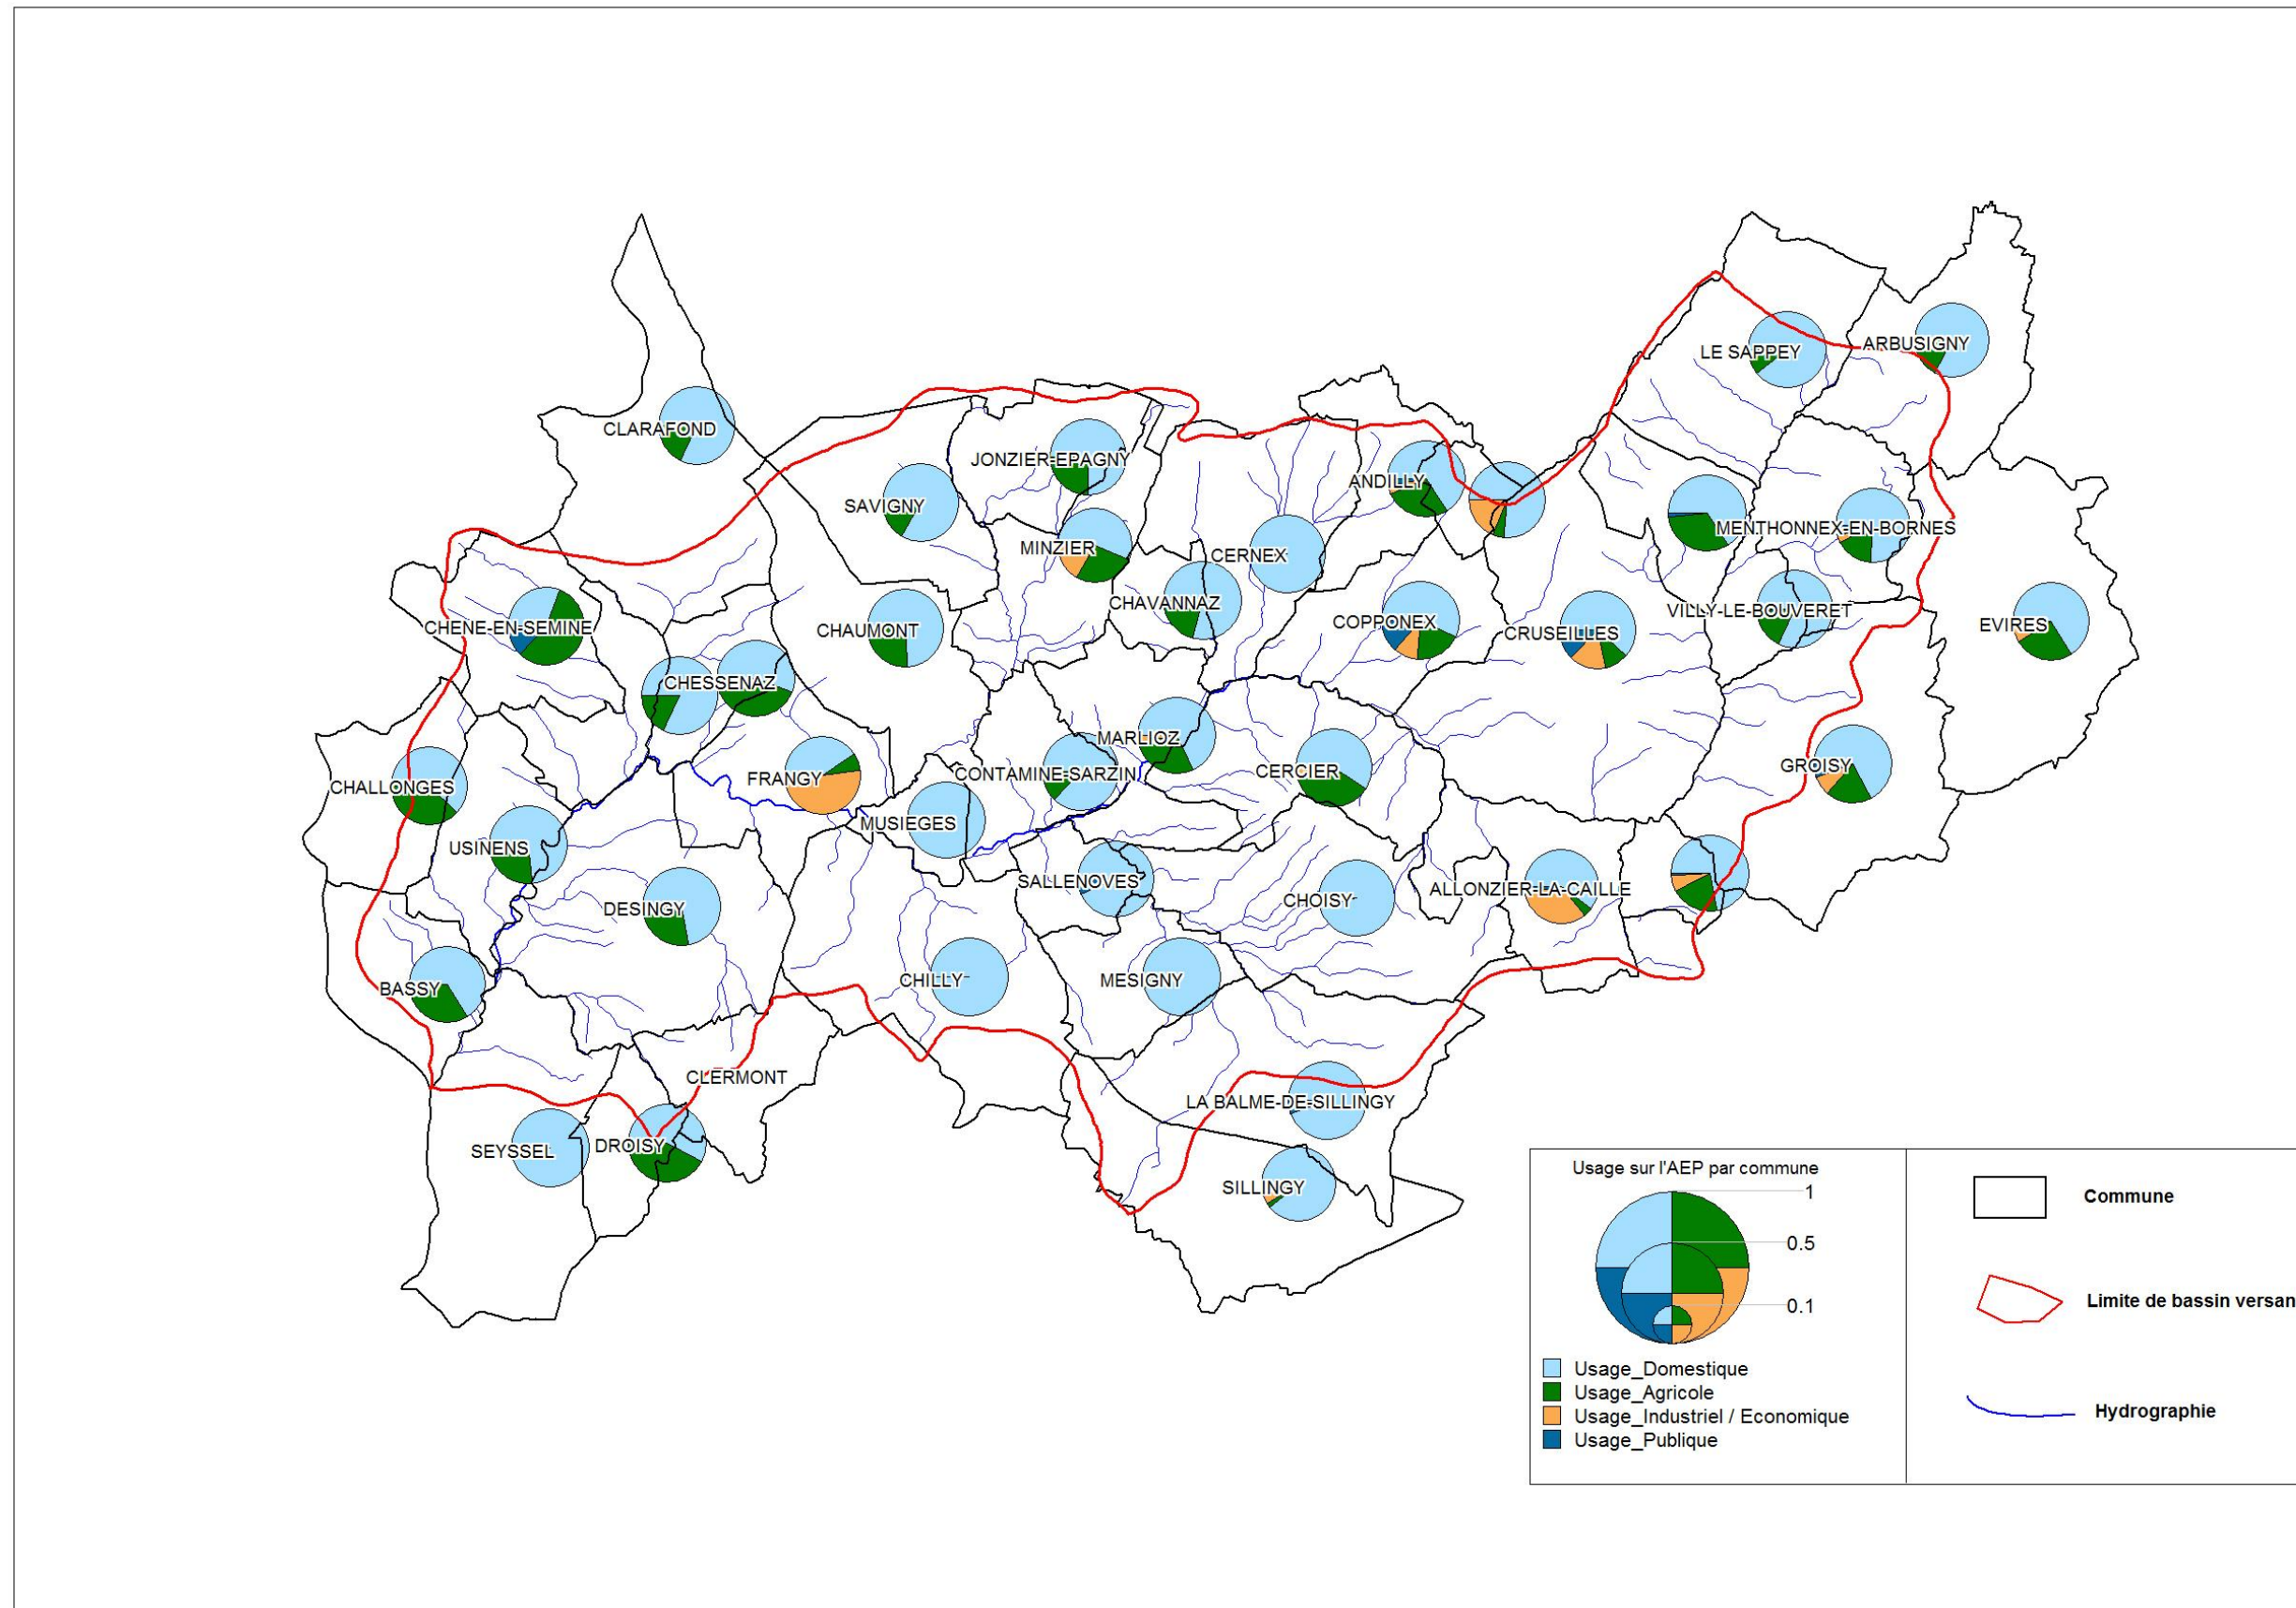 LE SAPPEY
ARBUSIGNY
CLARAFOND
JONZIER-EPAGNY
ANDILLY
SAVIGNY
MINZIER
CERNEX
MENTHONNEX-EN-BORNES
CHAVANNAZ
CHENE-EN-SEMINE
CHAUMONT
COPPONEX
CRUSEILLES
VILLY-LE-BOUVERET
EVIRES
CHESSENAZ
MARLIOZ
CHALLONGES
FRANGY
CONTAMINE-SARZIN
CERCIER
GROISY
USINENS
MUSIEGES
DESINGY
SALLENOVES
CHOISY
ALLONZIER-LA-CAILLE
BASSY
CHILLY
MESIGNY
CLERMONT
LA BALME-DE-SILLINGY
SEYSSEL
DROISY
SILLINGY
Usage sur l'AEP par commune
1
0.5
0.1
Usage_Domestique
Usage_Agricole
Usage_Industriel / Economique
Usage_Publique
Commune
Limite de bassin versan
Hydrographie